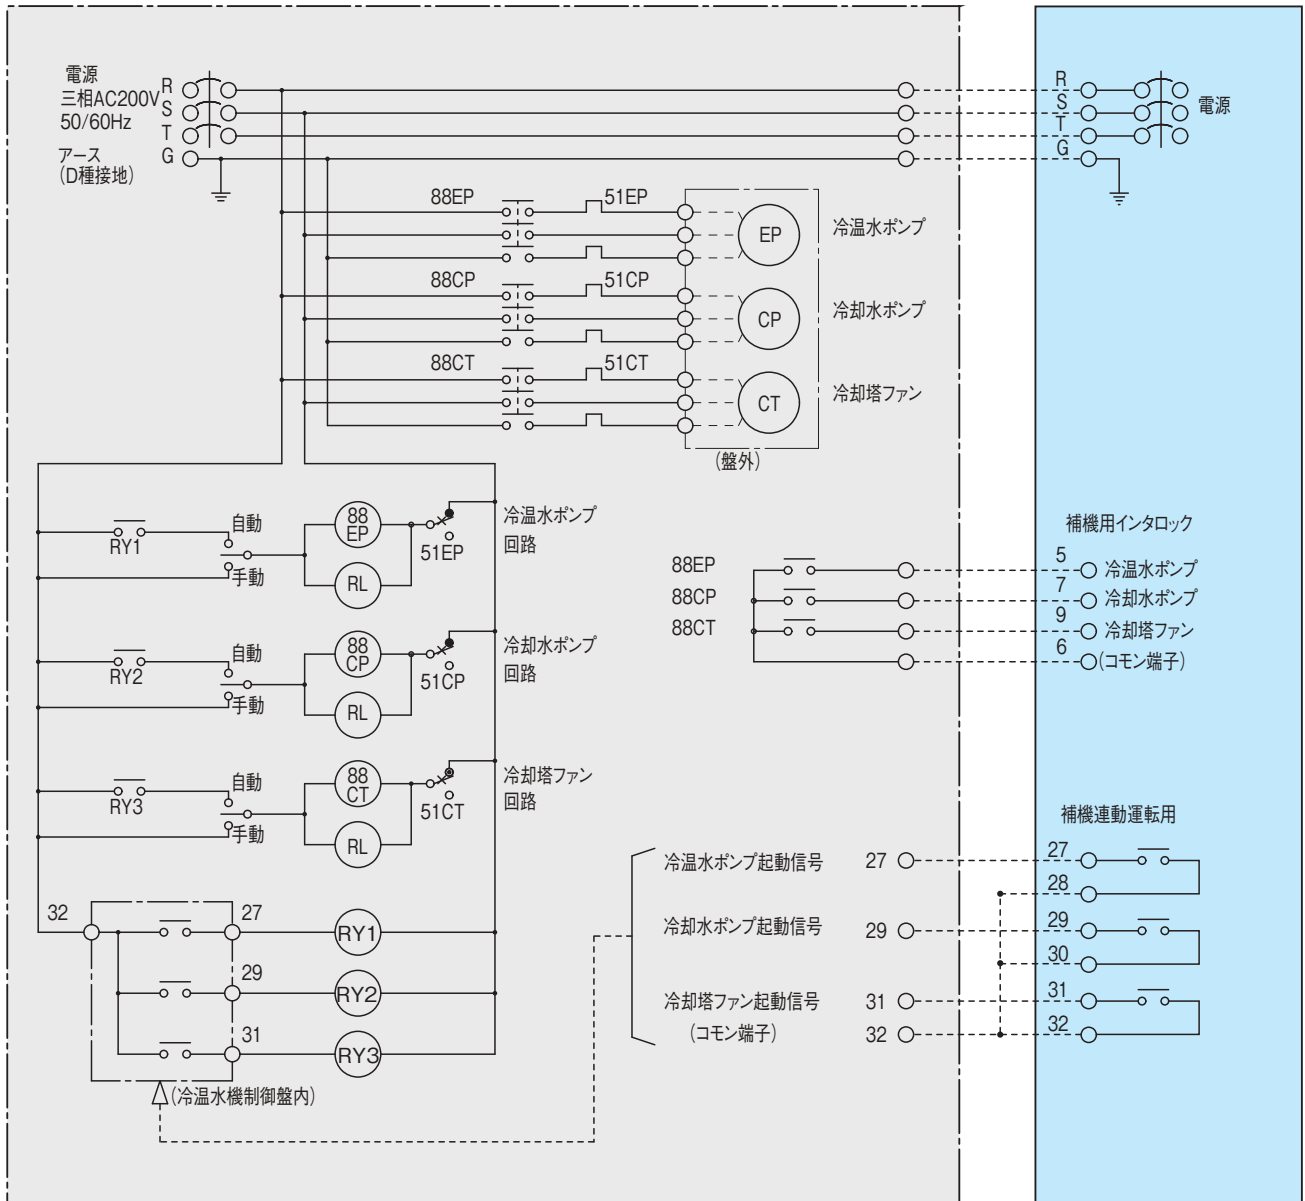 電源
三相AC200V
50/60Hz
アース
(D種接地)
R
S
T
G
R
S
T
G
電源
88EP
51EP
EP
冷温水ポンプ
88CP
51CP
CP
冷却水ポンプ
88CT
51CT
CT
冷却塔ファン
(盤外)
RY1
自動
手動
88
EP
RL
51EP
冷温水ポンプ
回路
RY2
自動
手動
88
CP
RL
51CP
冷却水ポンプ
回路
RY3
自動
手動
88
CT
RL
51CT
冷却塔ファン
回路
32
27
RY1
29
RY2
31
RY3
(冷温水機制御盤内)
88EP
88CP
88CT
補機用インタロック
5
冷温水ポンプ
7
冷却水ポンプ
9
冷却塔ファン
6
(コモン端子)
冷温水ポンプ起動信号
27
冷却水ポンプ起動信号
29
冷却塔ファン起動信号
31
(コモン端子)
32
補機連動運転用
27
28
29
30
31
32